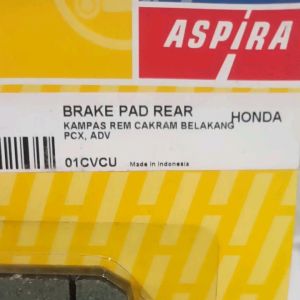 ASPIRA
BRAKE PAD REAR HONDA
KAMPAS REM CAKRAM BELAKANG
PCX, ADV
01CVCU Made in Indonesia